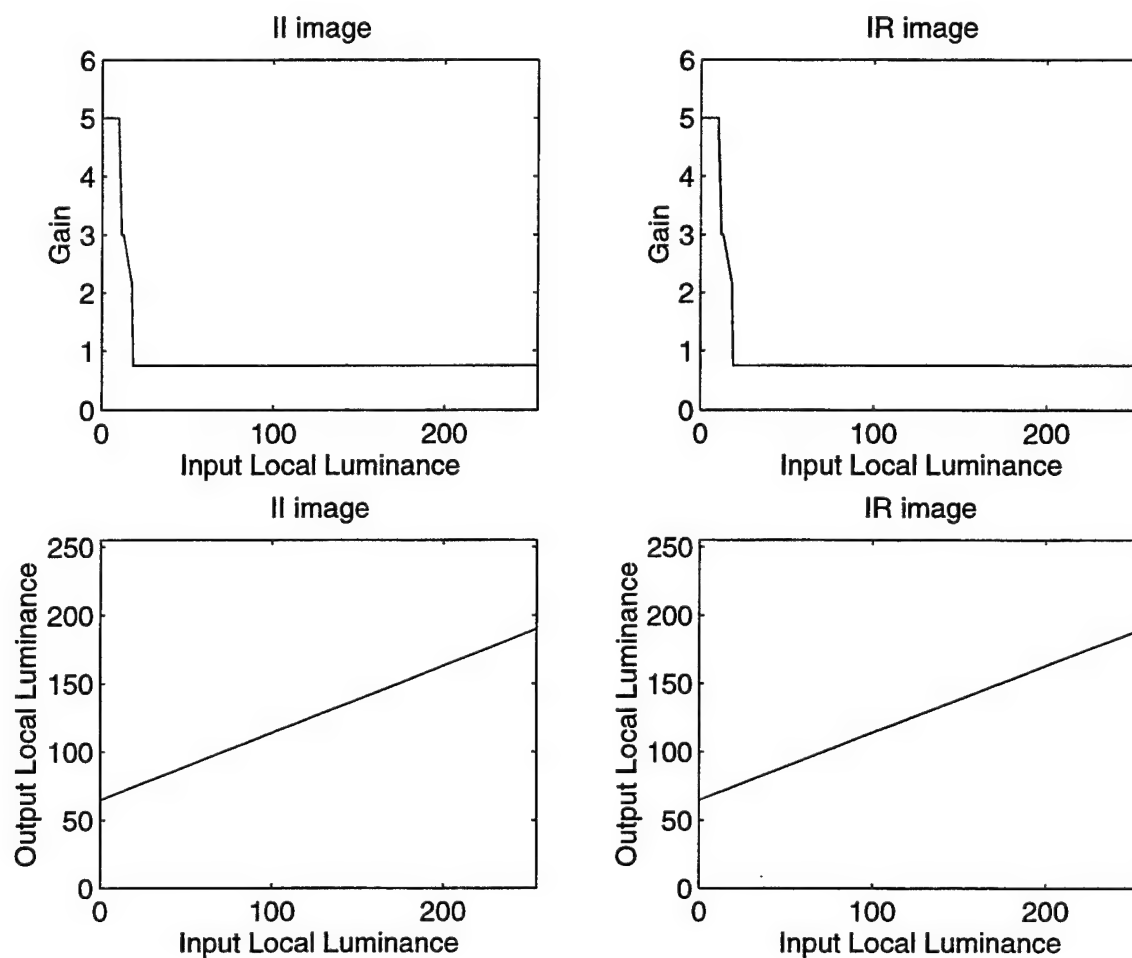 II image
6
5
4
3
2
1
0
Gain
0 100 200
Input Local Luminance
IR image
6
5
4
3
2
1
0
Gain
0 100 200
Input Local Luminance
II image
250
200
150
100
50
0
Output Local Luminance
0 100 200
Input Local Luminance
IR image
250
200
150
100
50
0
Output Local Luminance
0 100 200
Input Local Luminance